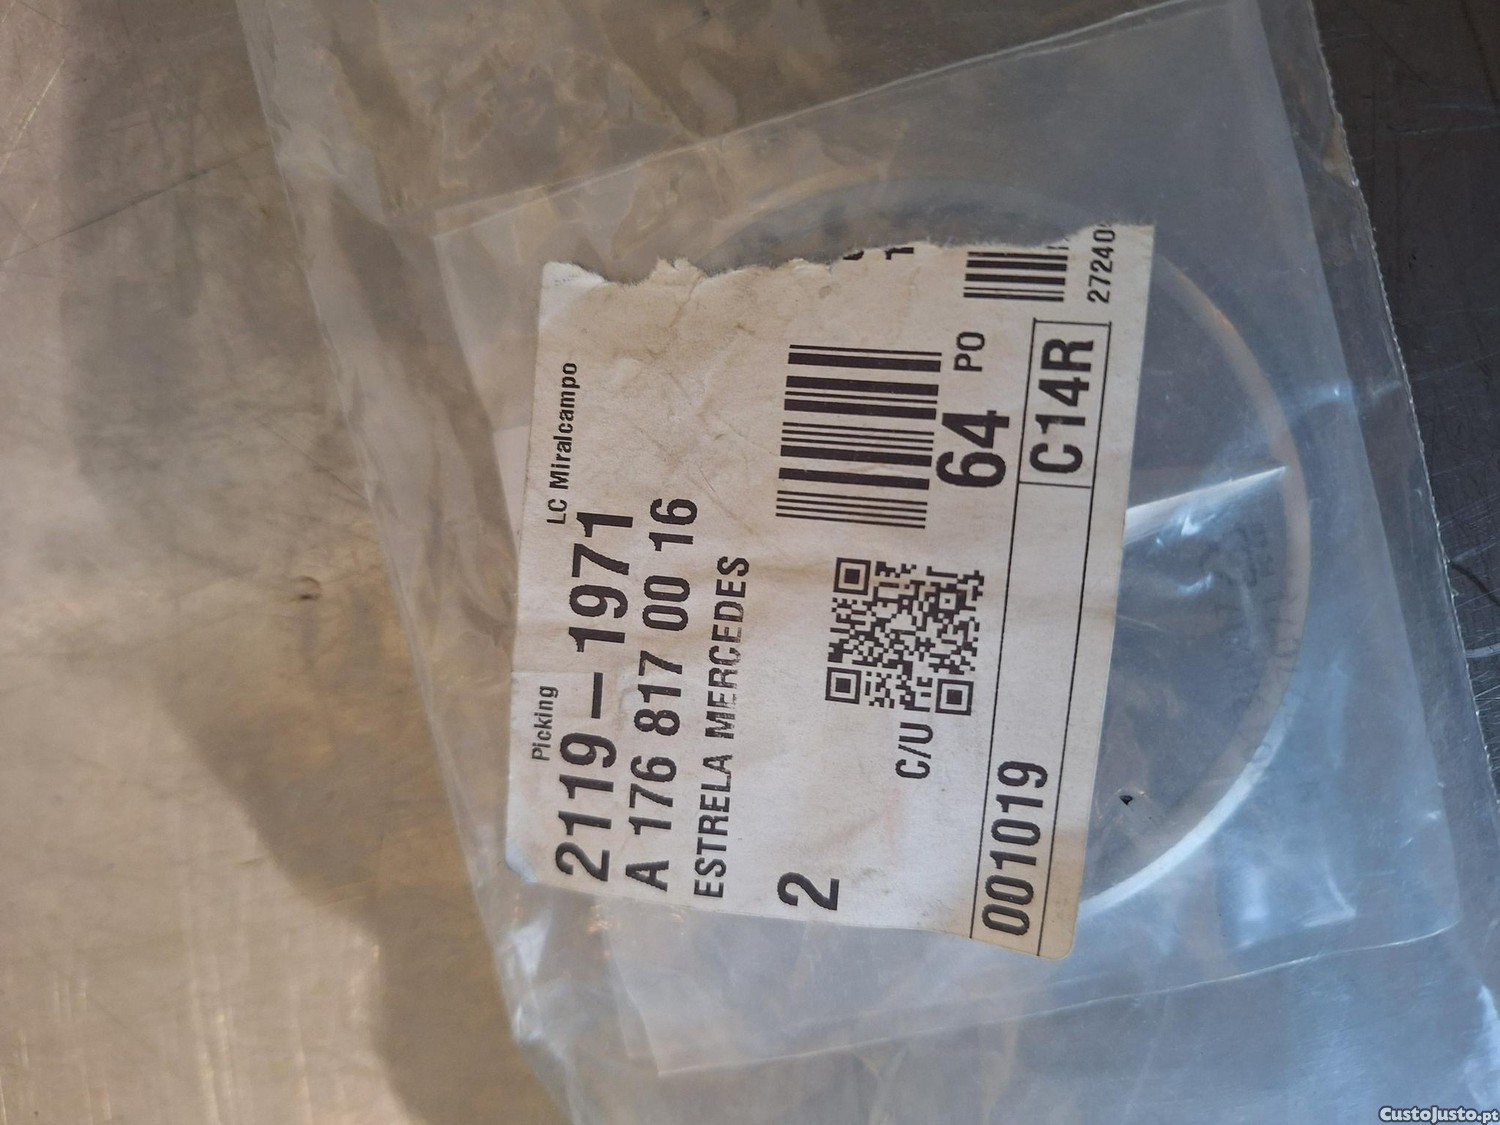 Picking LC Miralcampo
2119–1971
A 176 817 00 16
ESTRELA MERCEDES
2
C/U 64 PO
001019 C14R 27240
CustoJusto.pt